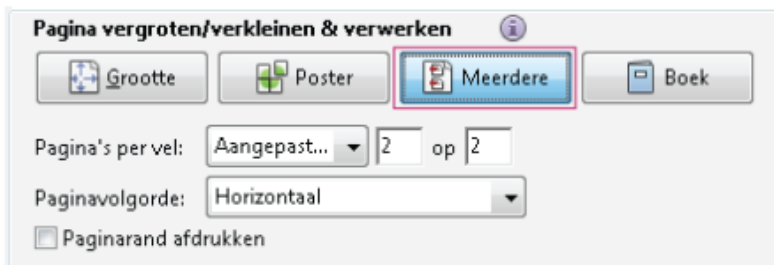 Pagina vergroten/verkleinen & verwerken
Grootte Poster Meerdere Boek
Pagina's per vel: Aangepast... 2 op 2
Paginavolgorde: Horizontaal
Paginarand afdrukken